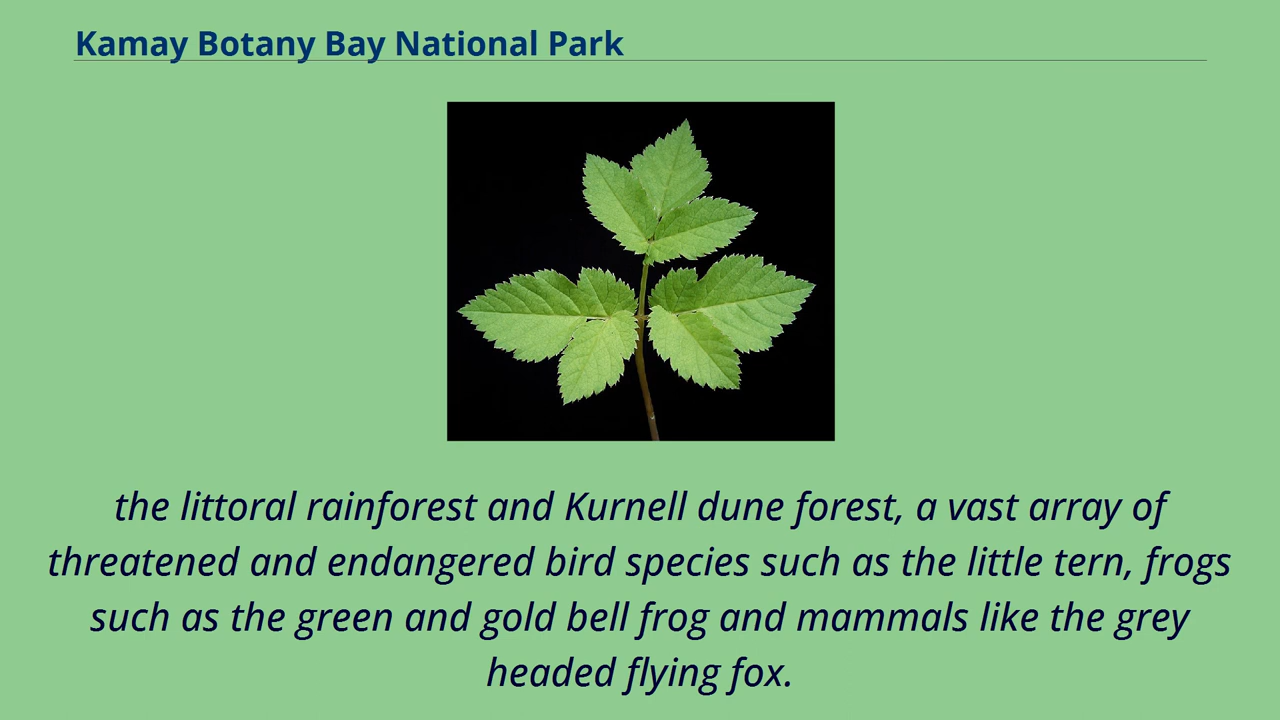 Kamay Botany Bay National Park
the littoral rainforest and Kurnell dune forest, a vast array of
threatened and endangered bird species such as the little tern, frogs
such as the green and gold bell frog and mammals like the grey
headed flying fox.